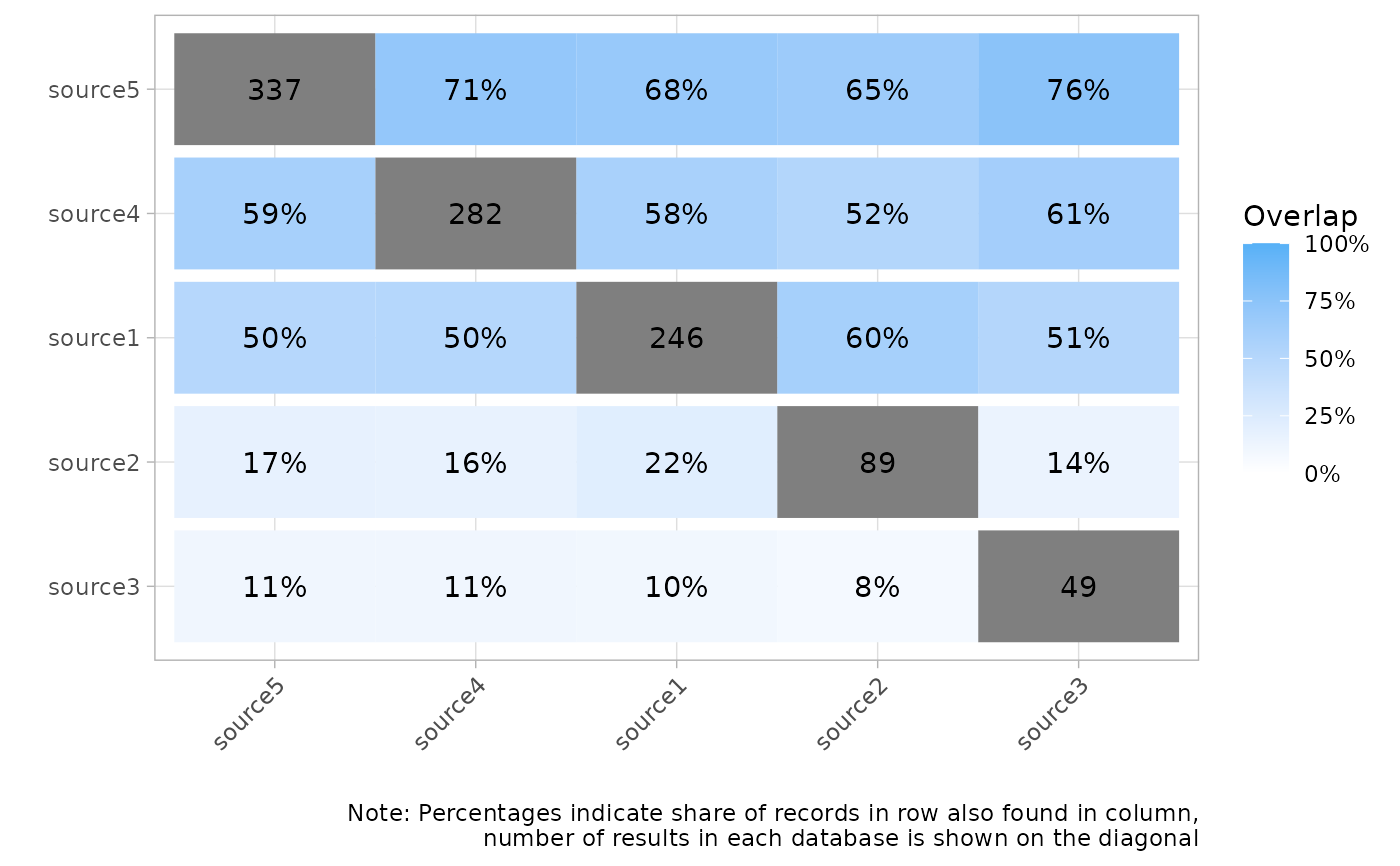 source5 337 71% 68% 65% 76%
source4 59% 282 58% 52% 61%
source1 50% 50% 246 60% 51%
source2 17% 16% 22% 89 14%
source3 11% 11% 10% 8% 49
source5 source4 source1 source2 source3
Overlap
100%
75%
50%
25%
0%
Note: Percentages indicate share of records in row also found in column,
number of results in each database is shown on the diagonal